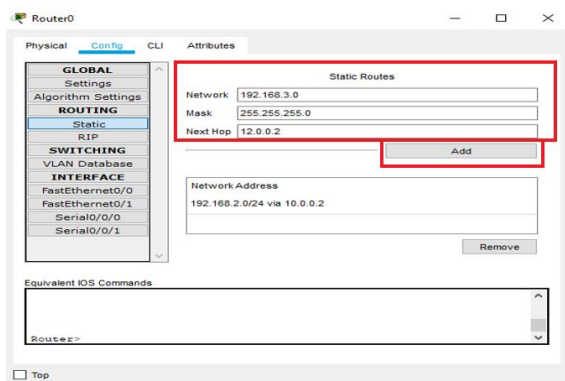 Router0
Physical Config CLI Attributes
GLOBAL
Settings
Algorithm Settings
ROUTING
Static
RIP
SWITCHING
VLAN Database
INTERFACE
FastEthernet0/0
FastEthernet0/1
Serial0/0/0
Serial0/0/1
Static Routes
Network 192.168.3.0
Mask 255.255.255.0
Next Hop 12.0.0.2
Add
Network Address
192.168.2.0/24 via 10.0.0.2
Remove
Equivalent IOS Commands
Router>
Top